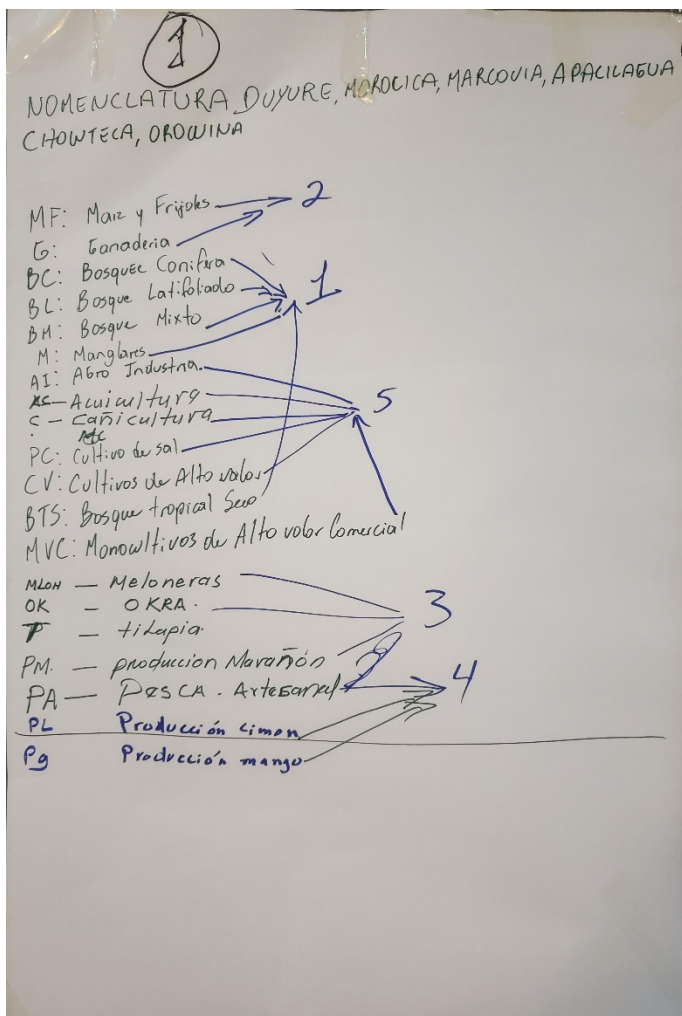 1
NOMENCLATURA DUYURE, MOROLICA, MARCOVIA, APACILAGUA
CHOWTECA, OROWINA
MF: Maiz y Frijoles 2
G: Ganaderia
BC: Bosque Conifera
BL: Bosque Latifoliado 1
BM: Bosque Mixto
M: Manglares
AI: Agro Industria.
AC - Acuicultura 5
C - Cañicultura
PC: Cultivo de sal
CV: Cultivos de Alto valor
BTS: Bosque tropical Seco
MVC: Monocultivos de Alto valor Comercial
MLOH — Meloneras
OK - OKRA. 3
T - tilapia.
PM. — produccion Marañón
PA — PESCA. Artesanal 4
PL Producción Limon
Pg Producción mango